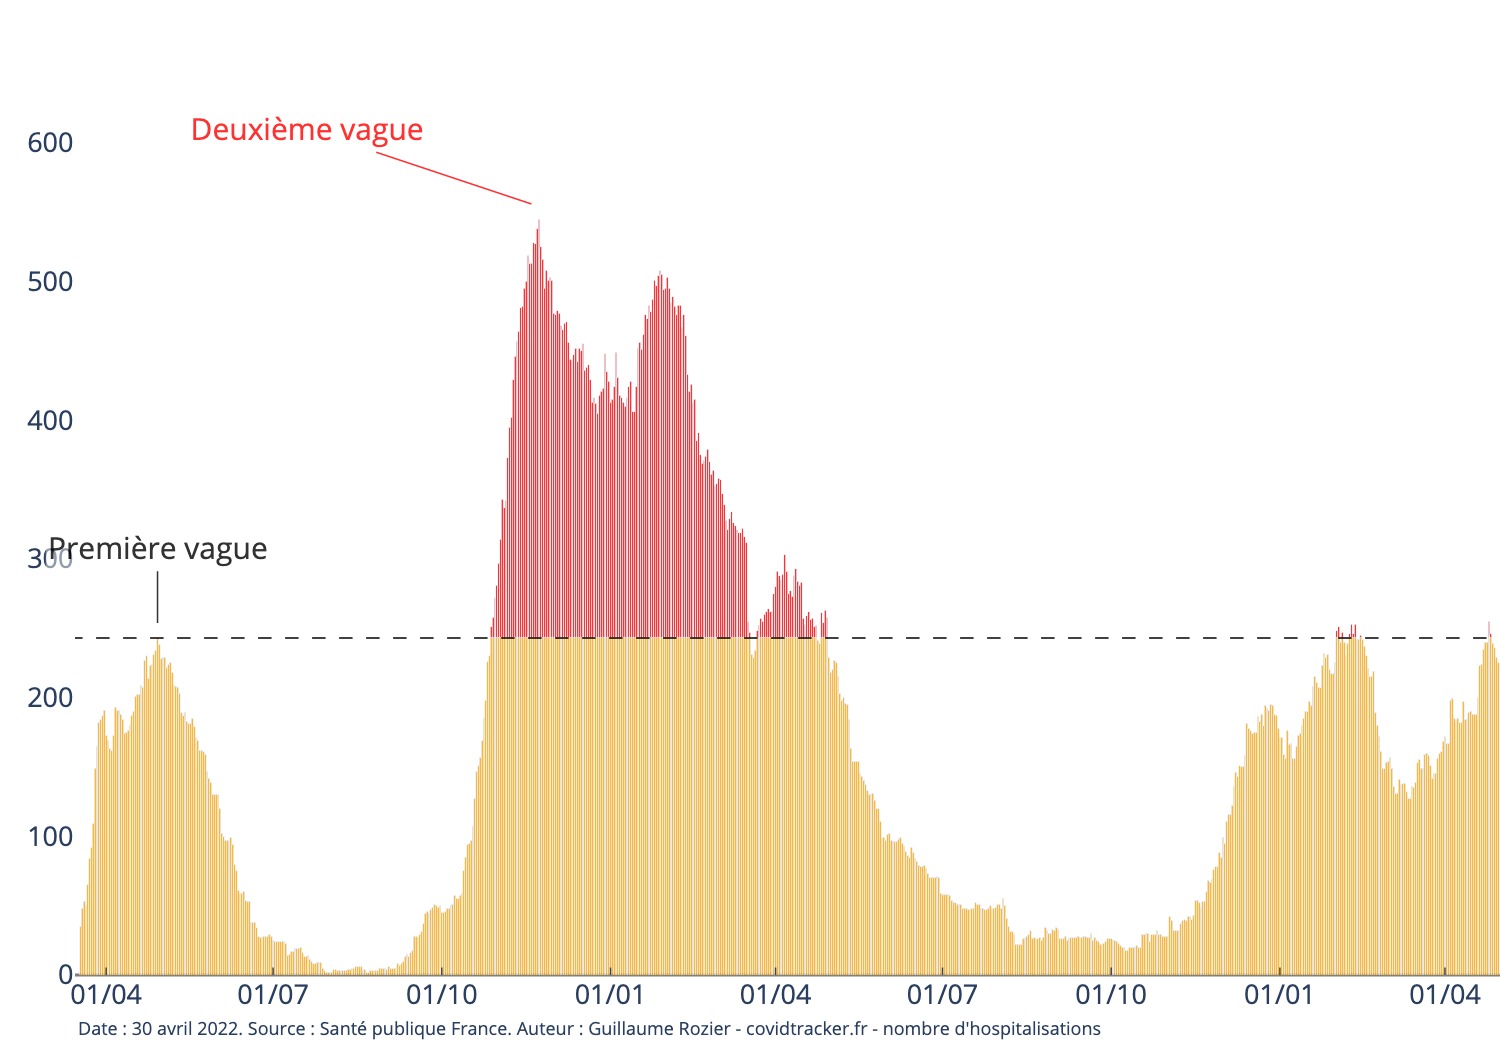 Deuxième vague
600
500
400
300
Première vague
200
100
0
01/04 01/07 01/10 01/01 01/04 01/07 01/10 01/01 01/04
Date : 30 avril 2022. Source : Santé publique France. Auteur : Guillaume Rozier - covidtracker.fr - nombre d'hospitalisations